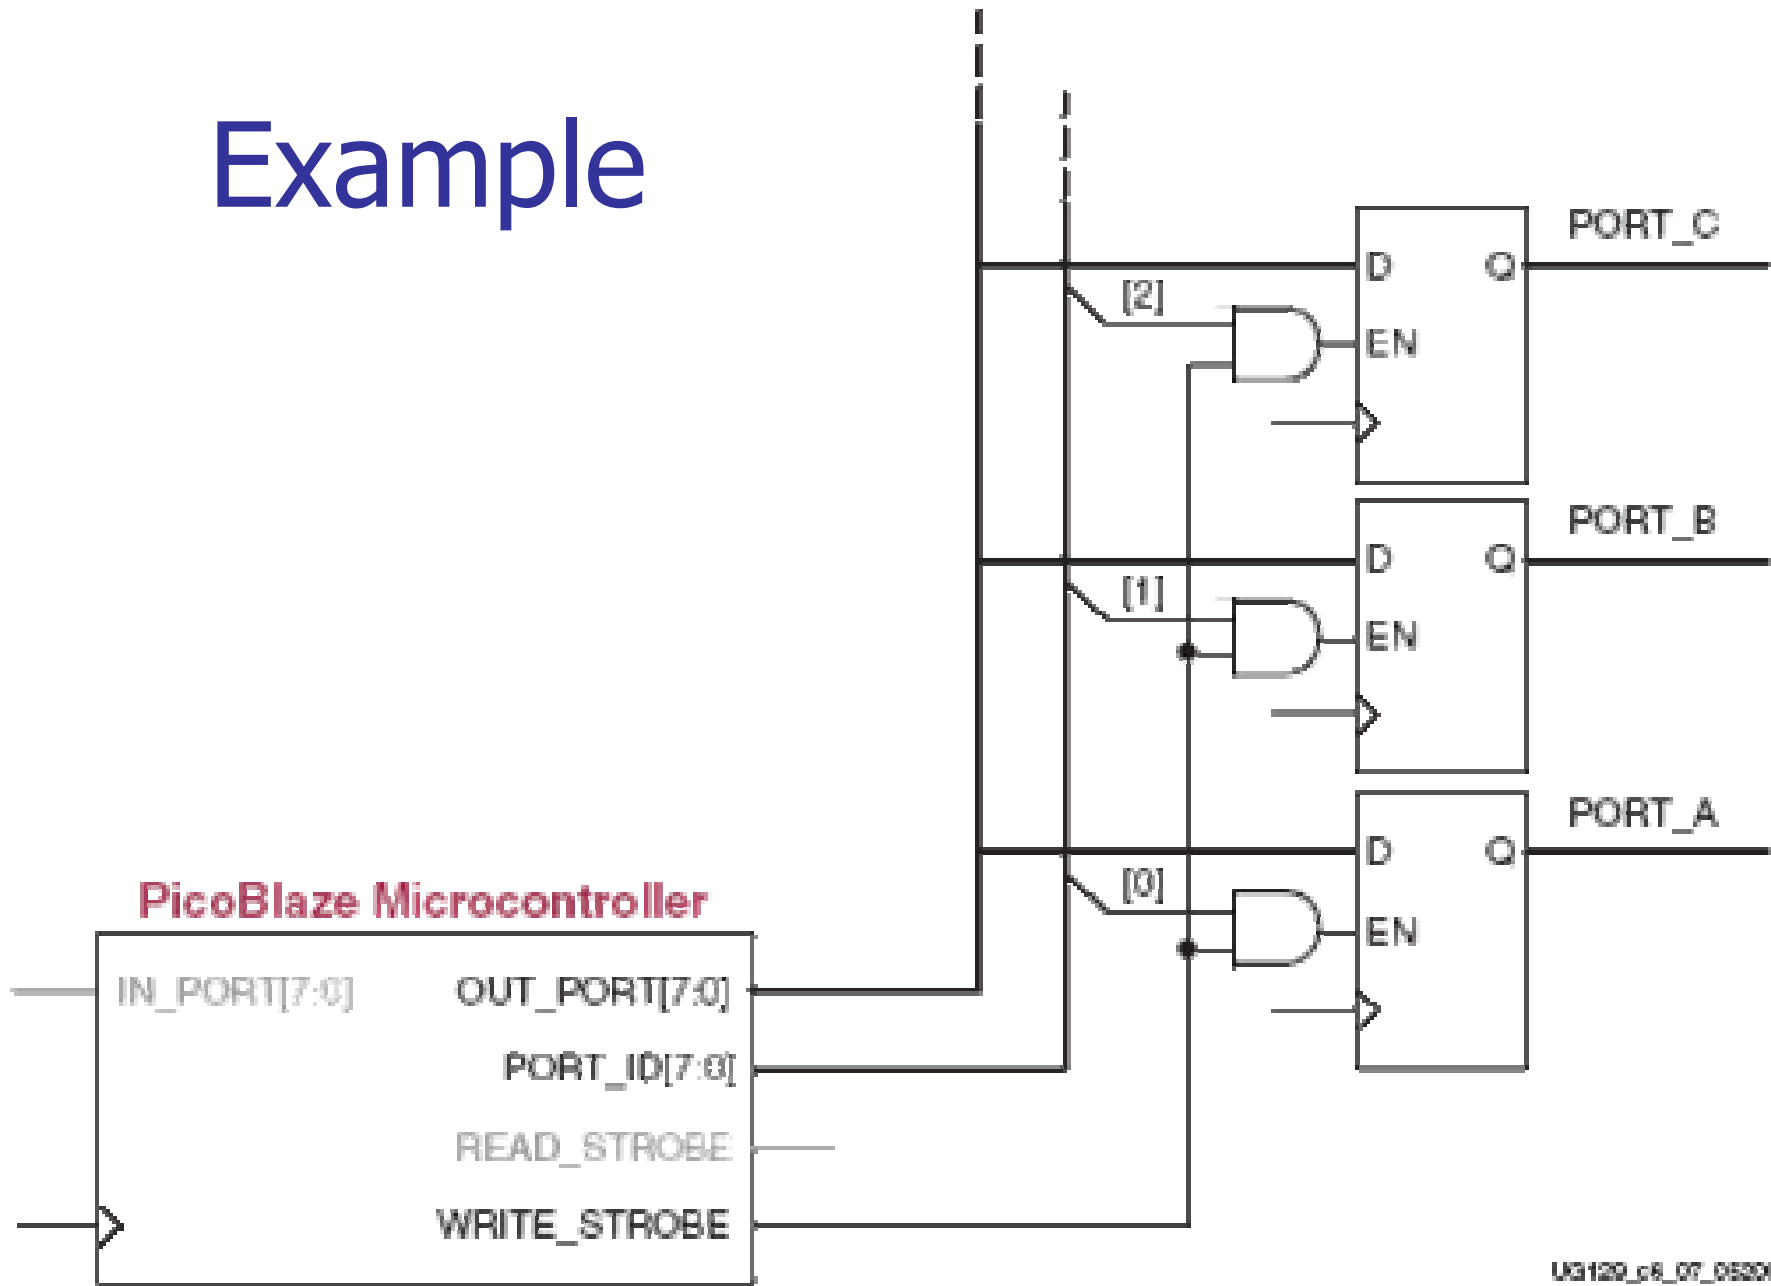 Example
PORT_C
D Q
[2]
EN
PORT_B
D Q
[1]
EN
PORT_A
D Q
[0]
EN
PicoBlaze Microcontroller
IN_PORT[7:0] OUT_PORT[7:0]
PORT_ID[7:0]
READ_STROBE
WRITE_STROBE